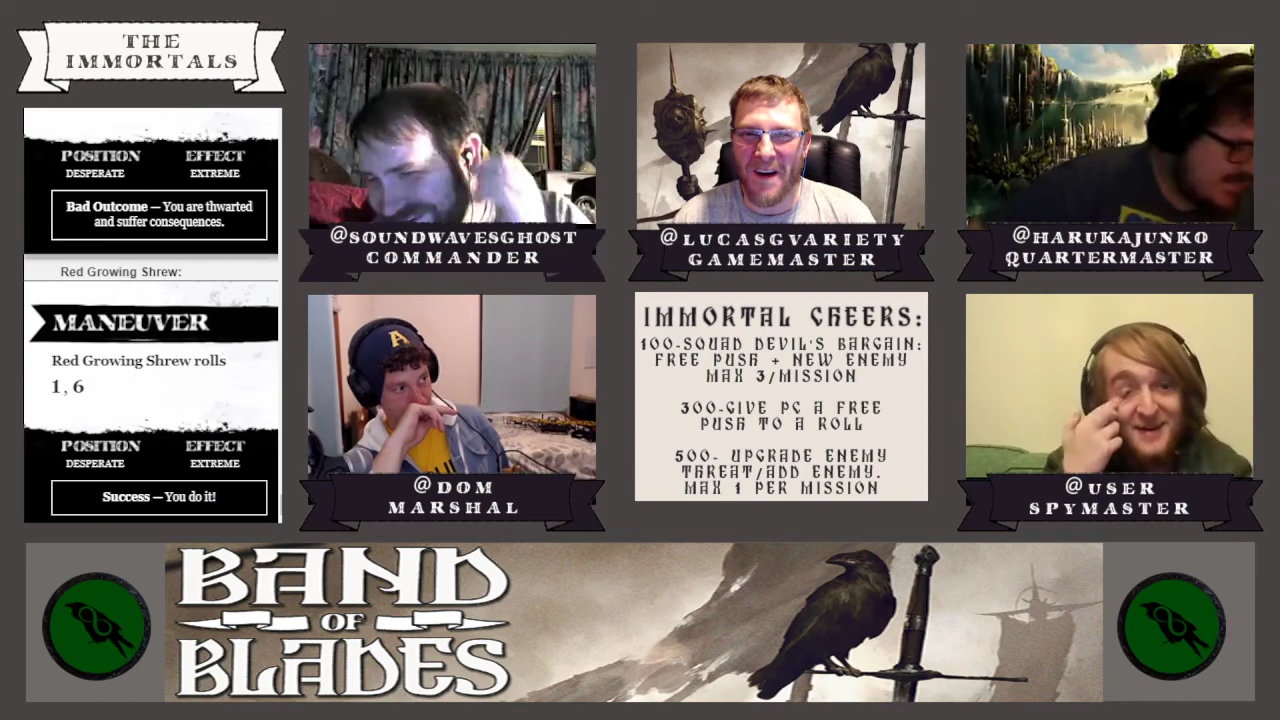 THE
IMMORTALS
POSITION EFFECT
DESPERATE EXTREME
Bad Outcome — You are thwarted
and suffer consequences.
Red Growing Shrew:
MANEUVER
Red Growing Shrew rolls
1, 6
POSITION EFFECT
DESPERATE EXTREME
Success — You do it!
@SOUNDWAVESGHOST
COMMANDER
@LUCASGVARIETY
GAMEMASTER
@HARUKAJUNKO
QUARTERMASTER
A
@DOM
MARSHAL
IMMORTAL CHEERS:
100-SQUAD DEVIL'S BARGAIN:
FREE PUSH + NEW ENEMY
MAX 3/MISSION
300-GIVE PC A FREE
PUSH TO A ROLL
500- UPGRADE ENEMY
THREAT/ADD ENEMY.
MAX 1 PER MISSION
@USER
SPYMASTER
BAND
OF
BLADES